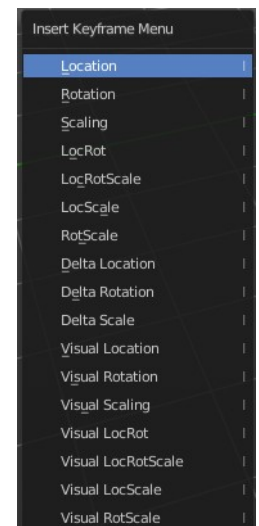 Insert Keyframe Menu
Location I
Rotation I
Scaling I
LocRot I
LocRotScale I
LocScale I
RotScale I
Delta Location I
Delta Rotation I
Delta Scale I
Visual Location I
Visual Rotation I
Visual Scaling I
Visual LocRot I
Visual LocRotScale I
Visual LocScale I
Visual RotScale I